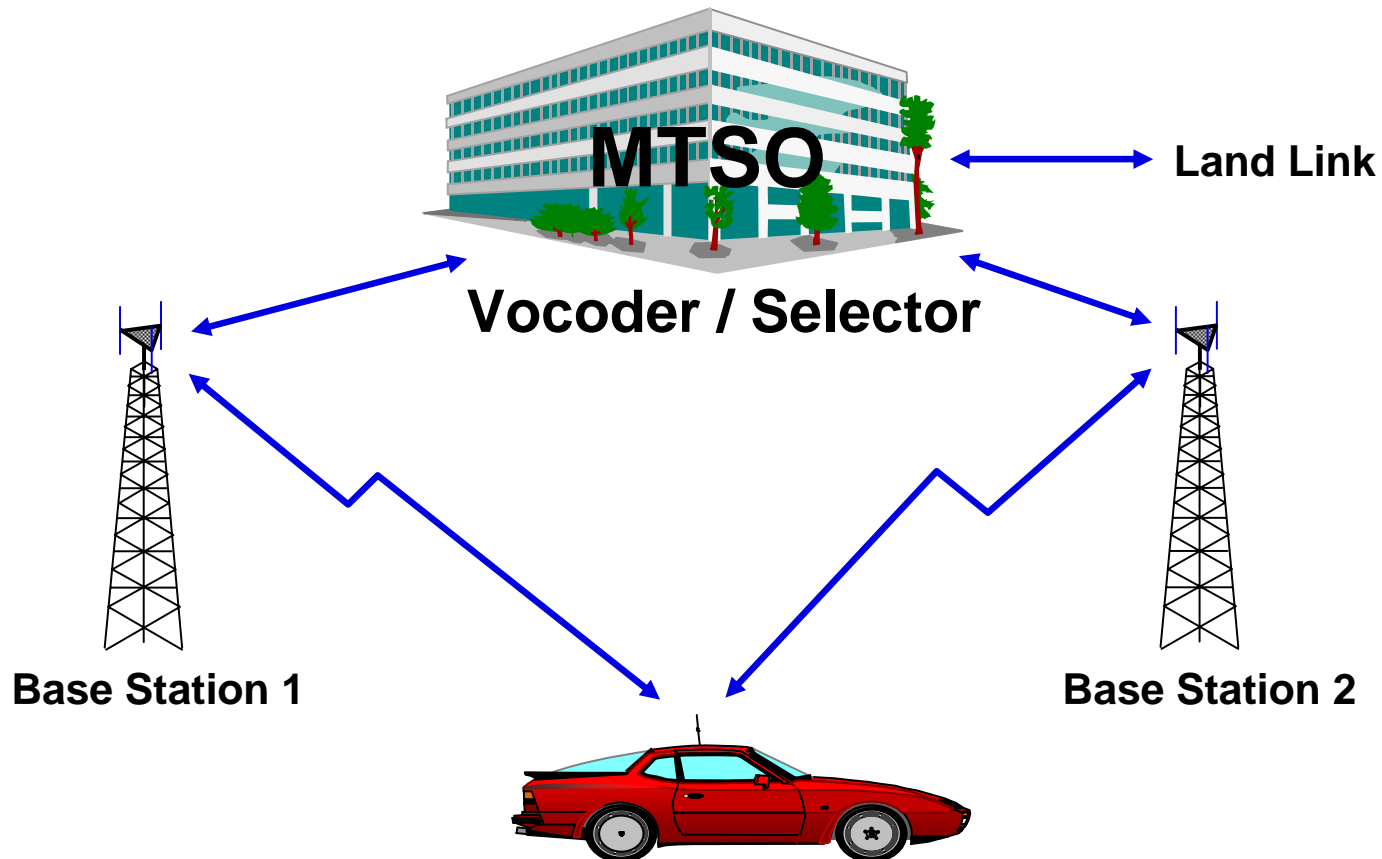 MTSO
Land Link
Vocoder / Selector
Base Station 1
Base Station 2